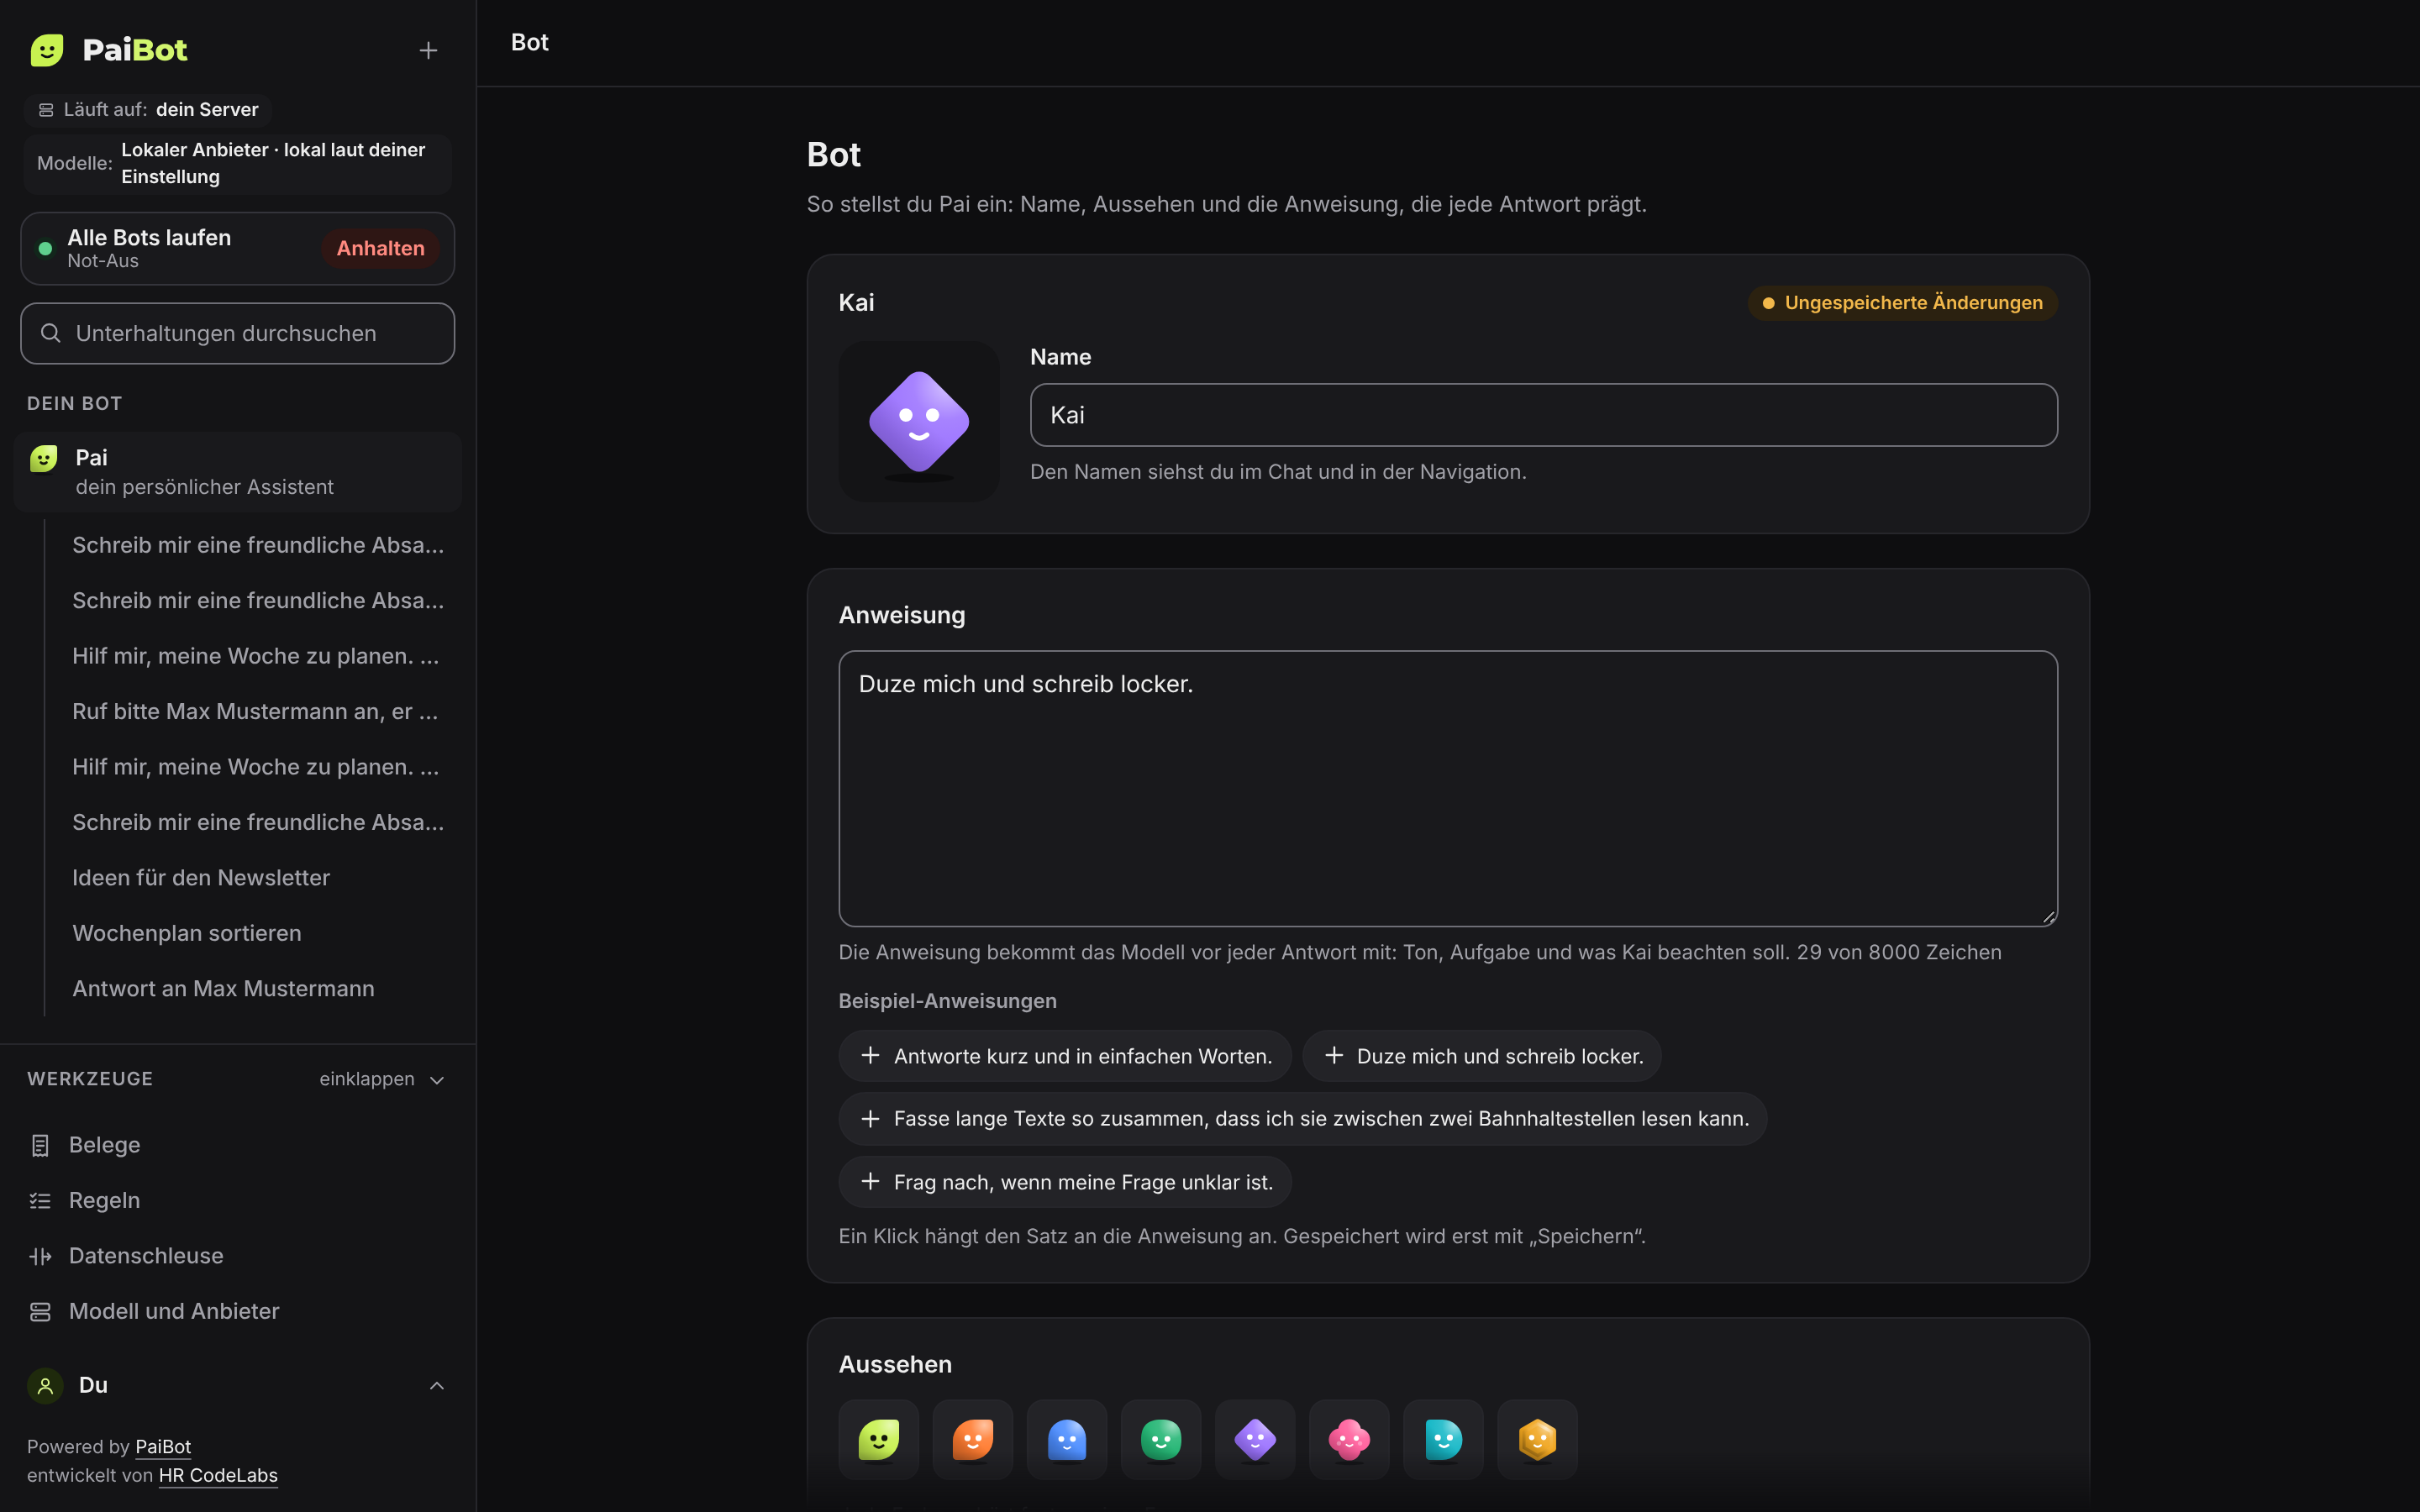 PaiBot
Läuft auf: dein Server
Modelle: Lokaler Anbieter · lokal laut deiner
Einstellung
Alle Bots laufen
Not-Aus
Anhalten
Unterhaltungen durchsuchen
DEIN BOT
Pai
dein persönlicher Assistent
Schreib mir eine freundliche Absa...
Schreib mir eine freundliche Absa...
Hilf mir, meine Woche zu planen. ...
Ruf bitte Max Mustermann an, er ...
Hilf mir, meine Woche zu planen. ...
Schreib mir eine freundliche Absa...
Ideen für den Newsletter
Wochenplan sortieren
Antwort an Max Mustermann
WERKZEUGE einklappen
Belege
Regeln
Datenschleuse
Modell und Anbieter
Du
Powered by PaiBot
entwickelt von HR CodeLabs
Bot
Bot
So stellst du Pai ein: Name, Aussehen und die Anweisung, die jede Antwort prägt.
Kai
Ungespeicherte Änderungen
Name
Kai
Den Namen siehst du im Chat und in der Navigation.
Anweisung
Duze mich und schreib locker.
Die Anweisung bekommt das Modell vor jeder Antwort mit: Ton, Aufgabe und was Kai beachten soll. 29 von 8000 Zeichen
Beispiel-Anweisungen
Antworte kurz und in einfachen Worten.
Duze mich und schreib locker.
Fasse lange Texte so zusammen, dass ich sie zwischen zwei Bahnhaltestellen lesen kann.
Frag nach, wenn meine Frage unklar ist.
Ein Klick hängt den Satz an die Anweisung an. Gespeichert wird erst mit „Speichern“.
Aussehen